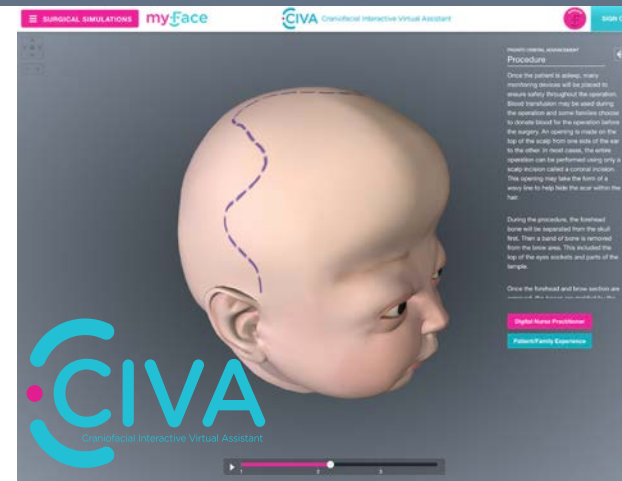 SURGICAL SIMULATIONS
myFace
CIVA Craniofacial Interactive Virtual Assistant
SIGN
FRONTO-ORBITAL ADVANCEMENT
Procedure
Once the patient is asleep, many
monitoring devices will be placed to
ensure safety throughout the operation.
Blood transfusion may be used during
the operation and some families choose
to donate blood for the operation before
the surgery. An opening is made on the
top of the scalp from one side of the ear
to the other. In most cases, the entire
operation can be performed using only a
scalp incision called a coronal incision.
This opening may take the form of a
wavy line to help hide the scar within the
hair.
During the procedure, the forehead
bone will be separated from the skull
first. Then a band of bone is removed
from the brow area. This included the
top of the eyes sockets and parts of the
temple.
Once the forehead and brow section are
Digital Nurse Practitioner
Patient/Family Experience
CIVA
Craniofacial Interactive Virtual Assistant
1 2 3